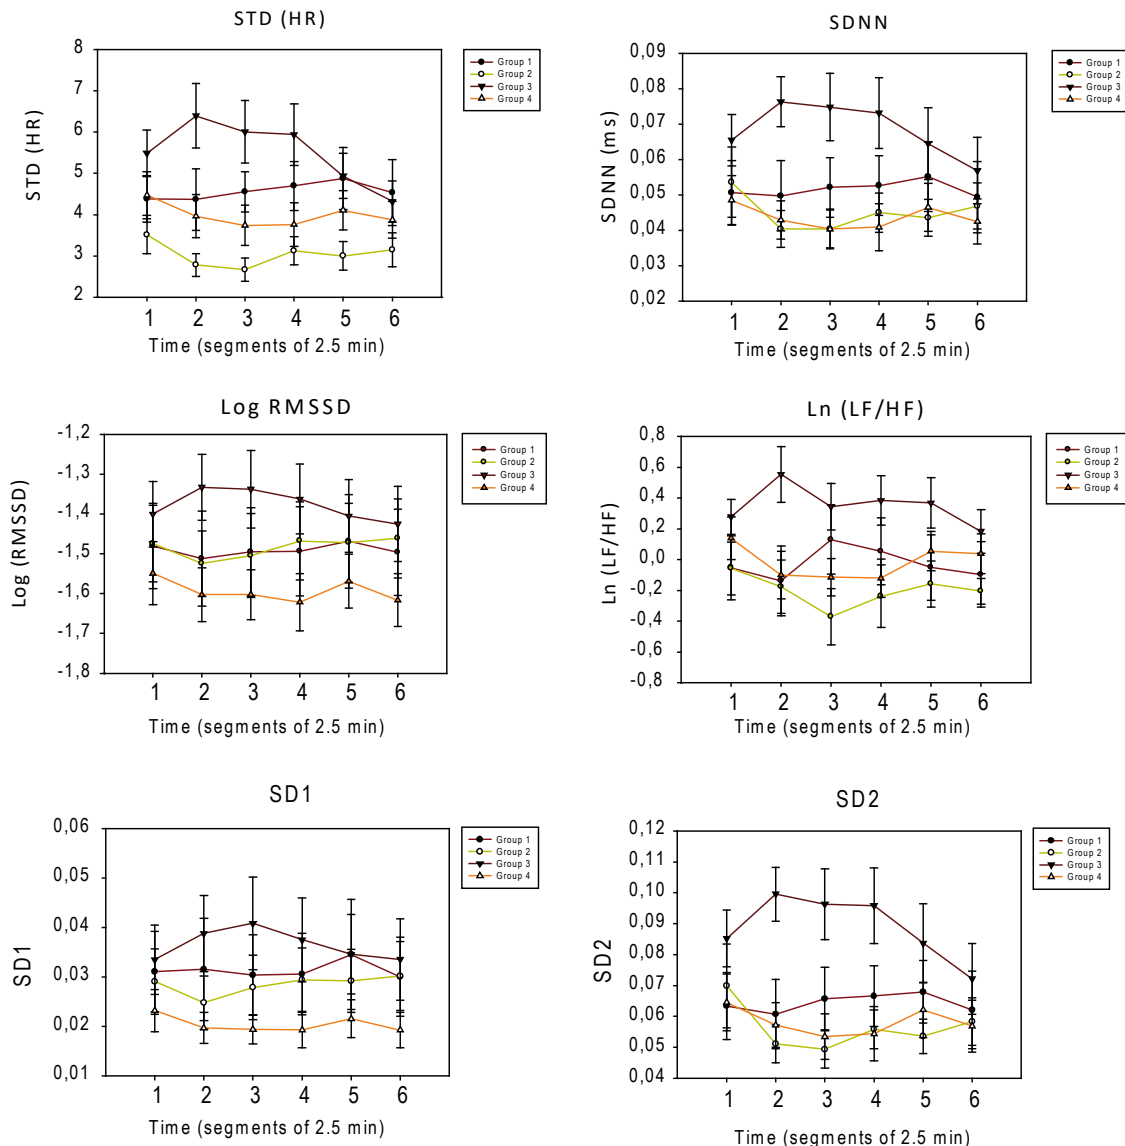 STD (HR)
8
7
6
5
4
3
2
STD (HR)
1 2 3 4 5 6
Time (segments of 2.5 min)
Group 1
Group 2
Group 3
Group 4
SDNN
0,09
0,08
0,07
0,06
0,05
0,04
0,03
0,02
SDNN (ms)
1 2 3 4 5 6
Time (segments of 2.5 min)
Group 1
Group 2
Group 3
Group 4
Log RMSSD
-1,2
-1,3
-1,4
-1,5
-1,6
-1,7
-1,8
Log (RMSSD)
1 2 3 4 5 6
Time (segments of 2.5 min)
Group 1
Group 2
Group 3
Group 4
Ln (LF/HF)
0,8
0,6
0,4
0,2
0,0
-0,2
-0,4
-0,6
-0,8
Ln (LF/HF)
1 2 3 4 5 6
Time (segments of 2.5 min)
Group 1
Group 2
Group 3
Group 4
SD1
0,06
0,05
0,04
0,03
0,02
0,01
SD1
1 2 3 4 5 6
Time (segments of 2.5 min)
Group 1
Group 2
Group 3
Group 4
SD2
0,12
0,11
0,10
0,09
0,08
0,07
0,06
0,05
0,04
SD2
1 2 3 4 5 6
Time (segments of 2.5 min)
Group 1
Group 2
Group 3
Group 4